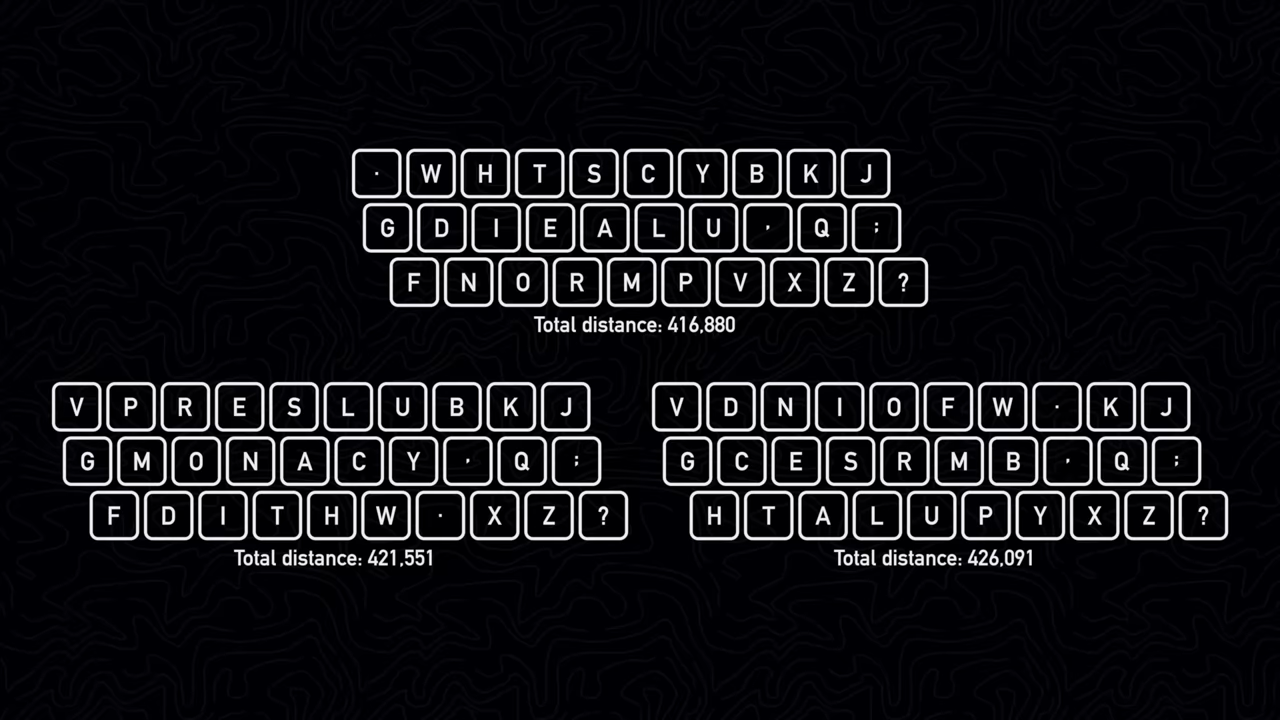 . W H T S C Y B K J
G D I E A L U , Q ;
F N O R M P V X Z ?
Total distance: 416,880
V P R E S L U B K J
G M O N A C Y , Q ;
F D I T H W . X Z ?
Total distance: 421,551
V D N I O F W . K J
G C E S R M B , Q ;
H T A L U P Y X Z ?
Total distance: 426,091